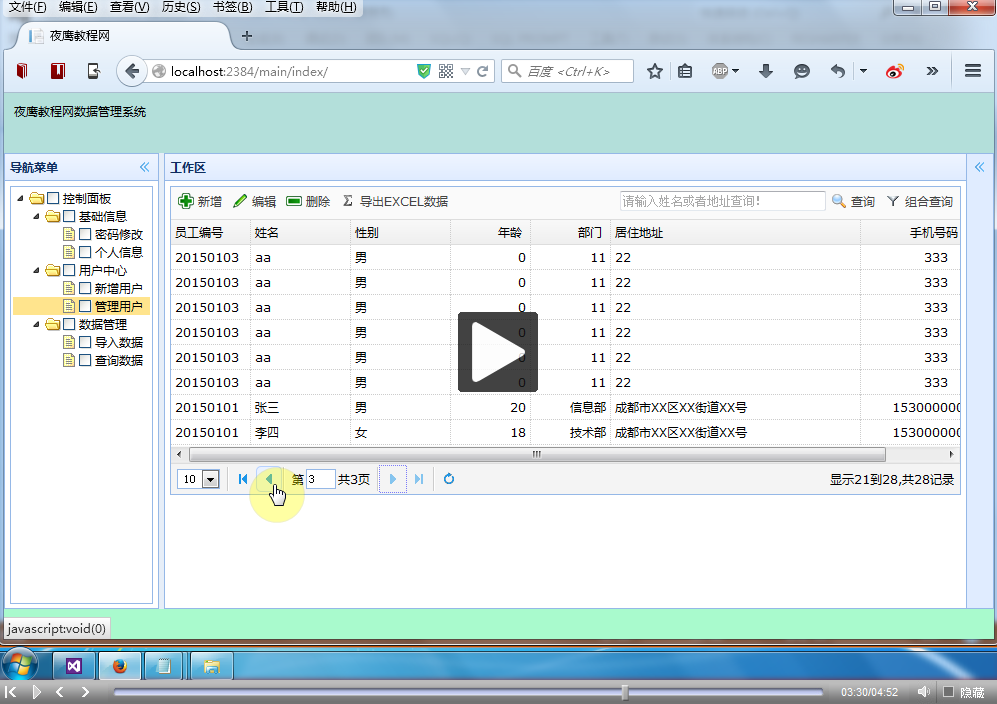 文件(F) 编辑(E) 查看(V) 历史(S) 书签(B) 工具(T) 帮助(H)
夜鹰教程网
localhost:2384/main/index/
百度 <Ctrl+K>
ABP
夜鹰教程网数据管理系统
导航菜单
控制面板
基础信息
密码修改
个人信息
用户中心
新增用户
管理用户
数据管理
导入数据
查询数据
工作区
新增 编辑 删除 Σ 导出EXCEL数据 请输入姓名或者地址查询! 查询 组合查询
员工编号 姓名 性别 年龄 部门 居住地址 手机号码
20150103 aa 男 0 11 22 333
20150103 aa 男 0 11 22 333
20150103 aa 男 0 11 22 333
20150103 aa 男 0 11 22 333
20150103 aa 男 0 11 22 333
20150103 aa 男 0 11 22 333
20150101 张三 男 20 信息部 成都市XX区XX街道XX号 153000000
20150101 李四 女 18 技术部 成都市XX区XX街道XX号 153000000
10 第 3 共3页 显示21到28,共28记录
javascript:void(0)
03:30/04:52 隐藏